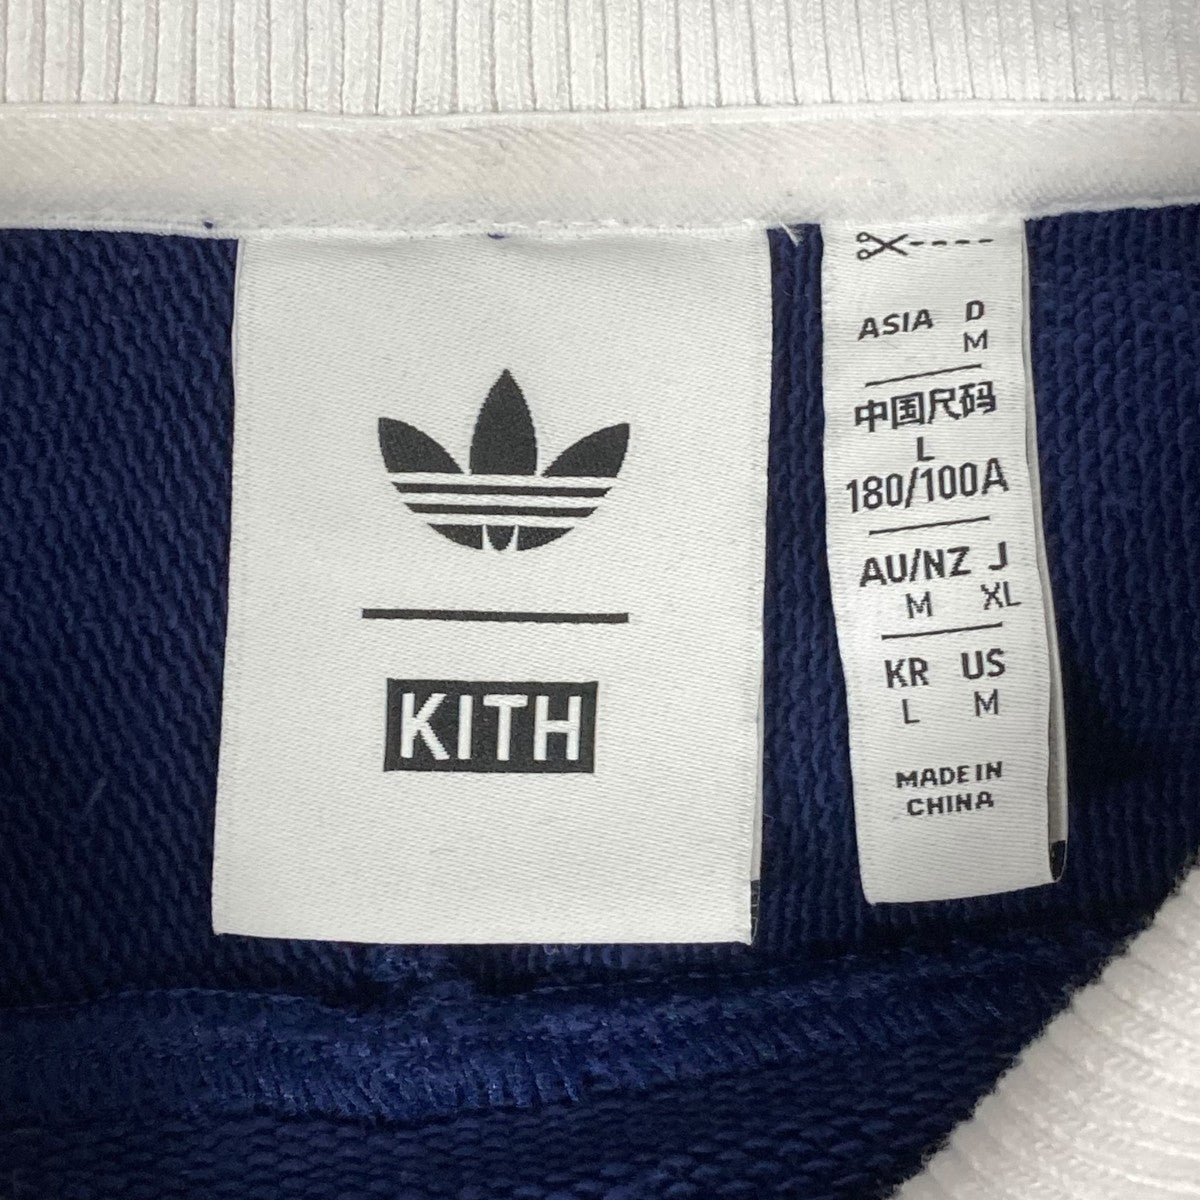 KITH
ASIA D
M
中国尺码
L
180/100A
AU/NZ J
M XL
KR US
L M
MADE IN
CHINA